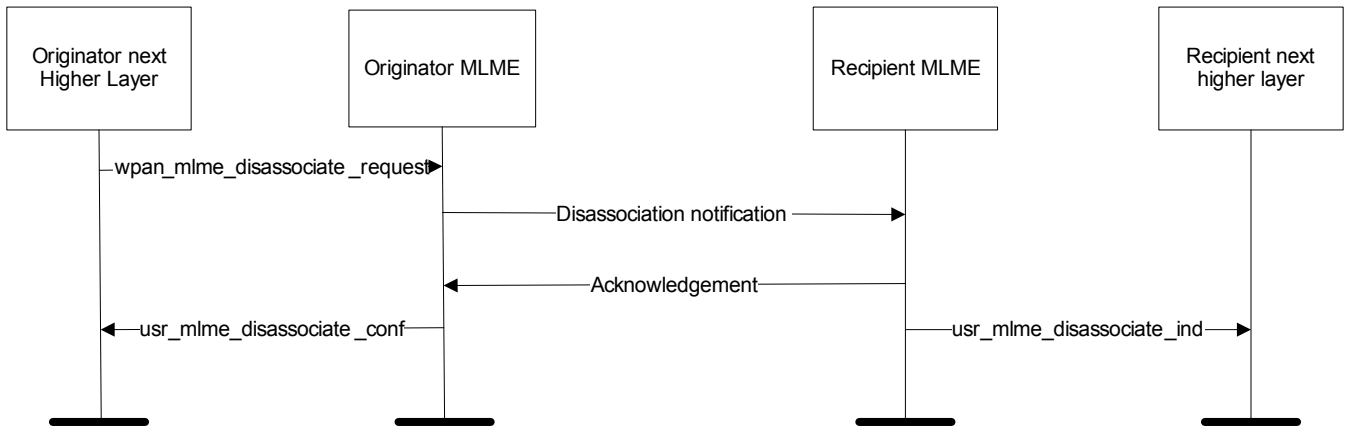 Originator next
Higher Layer
Originator MLME
Recipient MLME
Recipient next
higher layer
wpan_mlme_disassociate_request
Disassociation notification
Acknowledgement
usr_mlme_disassociate_conf
usr_mlme_disassociate_ind